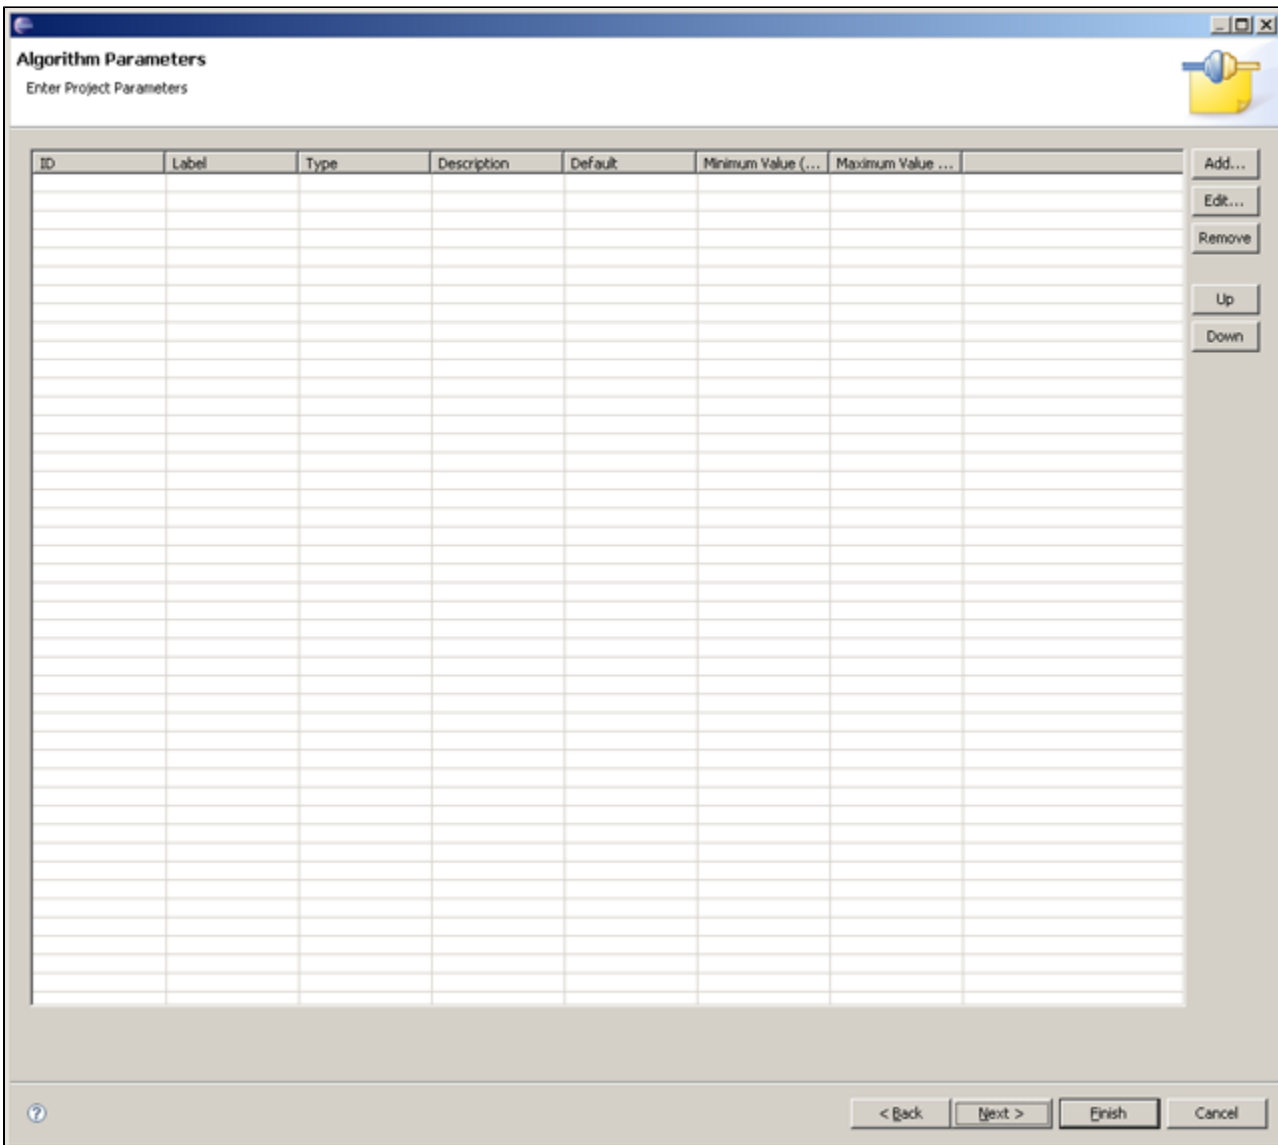 Algorithm Parameters
Enter Project Parameters
ID Label Type Description Default Minimum Value (... Maximum Value ...
Add...
Edit...
Remove
Up
Down
?
< Back Next > Finish Cancel